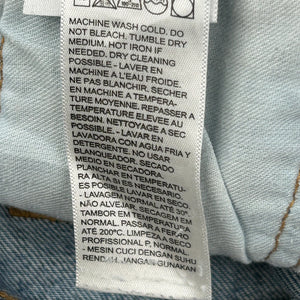 MACHINE WASH COLD. DO
NOT BLEACH. TUMBLE DRY
MEDIUM. HOT IRON IF
NEEDED. DRY CLEANING
POSSIBLE - LAVER EN
MACHINE A L'EAU FROIDE.
NE PAS BLANCHIR. SECHER
EN MACHINE A TEMPERA-
TURE MOYENNE. REPASSER A
TEMPERATURE ELEVEE AU
BESOIN. NETTOYAGE A SEC
POSSIBLE - LAVAR EN
LAVADORA CON AGUA FRIA Y
DETERGENTE. NO USAR
BLANQUEADOR. SECADO
MEDIO EN SECADORA.
PLANCHAR EN TEMPERATU-
RA ALTA SI ES NECESARIO.
ES POSIBLE LAVAR EN SECO.
- LAVAGEM NORMAL ATÉ 30°.
NÃO ALVEJAR. SECAGEM EM
TAMBOR EM TEMPERATURA
NORMAL. PASSAR A FERRO
ATÉ 200°C. LIMPEZA A SECO
PROFISSIONAL P, NORMAL.
- MESIN CUCI DENGAN SUHU
RENDAH. JANGAN GUNAKAN